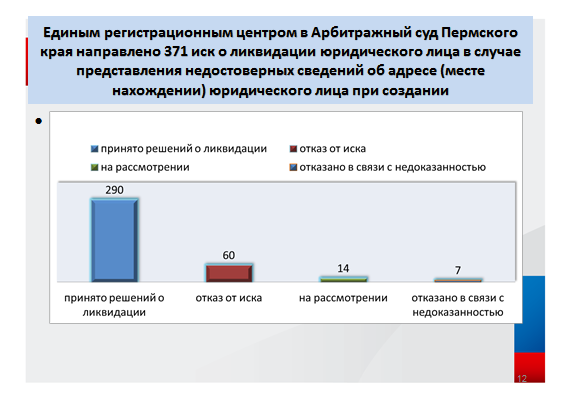 Единым регистрационным центром в Арбитражный суд Пермского
края направлено 371 иск о ликвидации юридического лица в случае
представления недостоверных сведений об адресе (месте
нахождении) юридического лица при создании
•
принято решений о ликвидации
отказ от иска
на рассмотрении
отказано в связи с недоказанностью
290
60
14
7
принято решений о
ликвидации
отказ от иска
на рассмотрении
отказано в связи с
недоказанностью
12